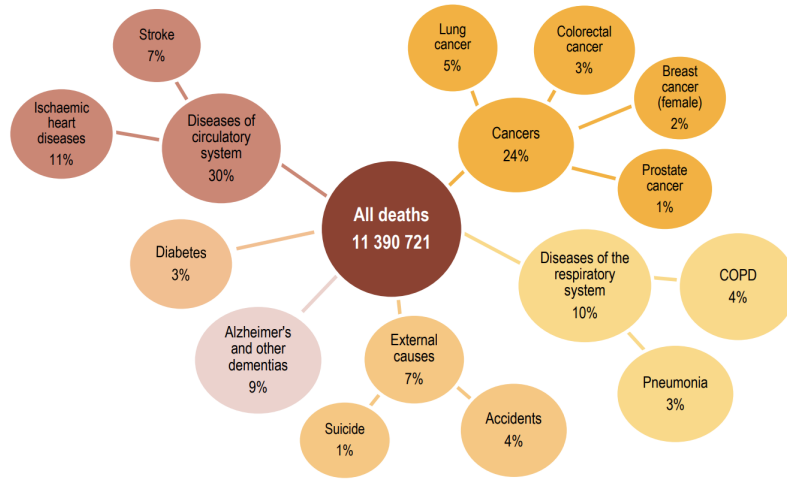 Stroke
7%
Ischaemic
heart
diseases
11%
Diseases of
circulatory
system
30%
Lung
cancer
5%
Colorectal
cancer
3%
Breast
cancer
(female)
2%
Cancers
24%
Prostate
cancer
1%
All deaths
11 390 721
Diabetes
3%
Diseases of the
respiratory
system
10%
COPD
4%
Alzheimer's
and other
dementias
9%
External
causes
7%
Pneumonia
3%
Suicide
1%
Accidents
4%